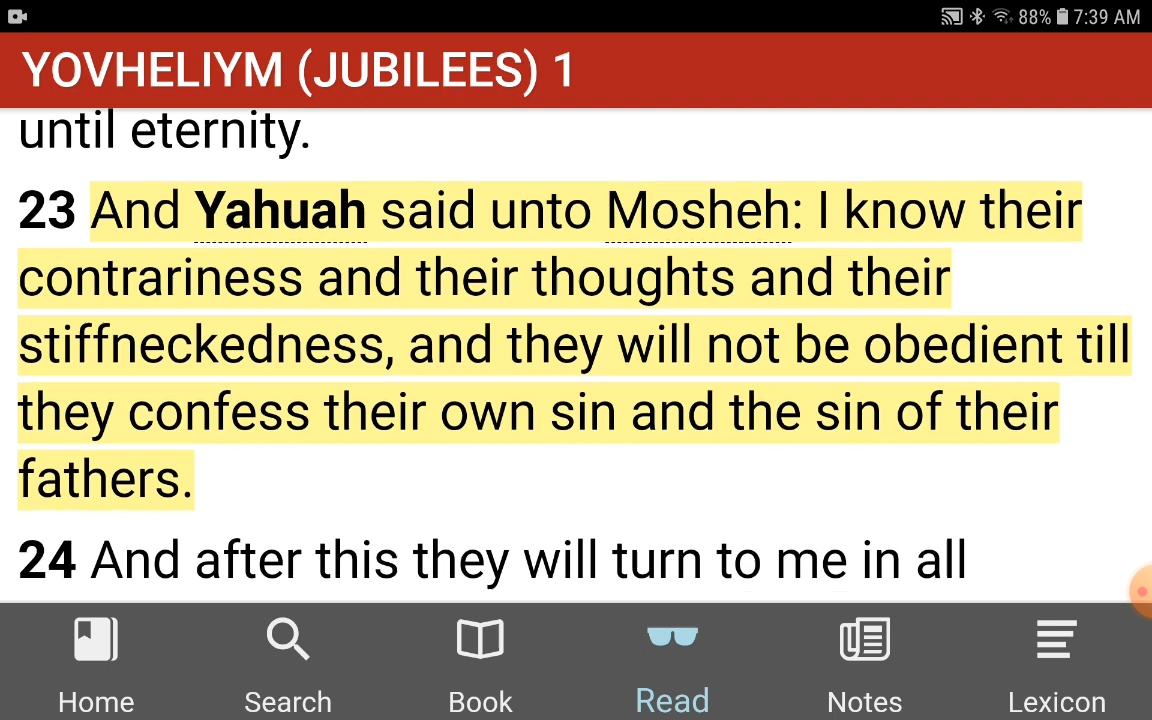 88% 7:39 AM
YOVHELIYM (JUBILEES) 1
until eternity.
23 And Yahuah said unto Mosheh: I know their
contrariness and their thoughts and their
stiffneckedness, and they will not be obedient till
they confess their own sin and the sin of their
fathers.
24 And after this they will turn to me in all
Home Search Book Read Notes Lexicon